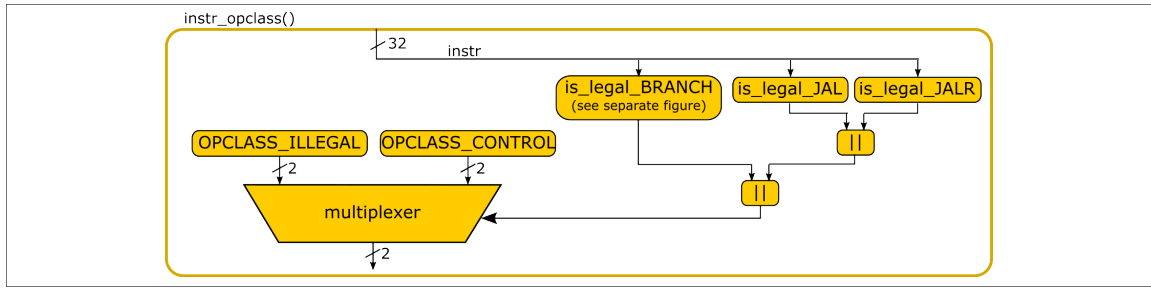 instr_opclass()
32
instr
is_legal_BRANCH
(see separate figure)
is_legal_JAL
is_legal_JALR
||
OPCLASS_ILLEGAL
OPCLASS_CONTROL
2
2
||
multiplexer
2